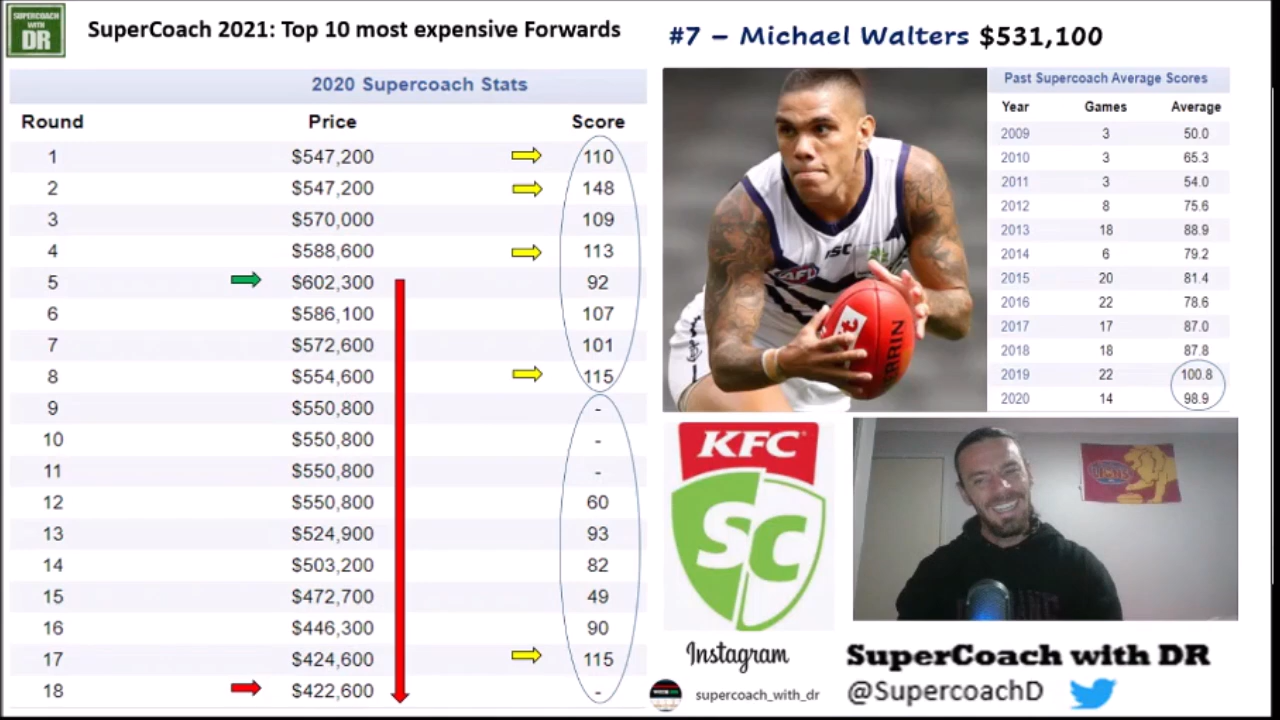 SUPERCOACH
WITH
DR
SuperCoach 2021: Top 10 most expensive Forwards
#7 – Michael Walters $531,100
2020 Supercoach Stats
Round Price Score
1 $547,200 110
2 $547,200 148
3 $570,000 109
4 $588,600 113
5 $602,300 92
6 $586,100 107
7 $572,600 101
8 $554,600 115
9 $550,800 -
10 $550,800 -
11 $550,800 -
12 $550,800 60
13 $524,900 93
14 $503,200 82
15 $472,700 49
16 $446,300 90
17 $424,600 115
18 $422,600 -
ISC
AFL
ERRIN
Past Supercoach Average Scores
Year Games Average
2009 3 50.0
2010 3 65.3
2011 3 54.0
2012 8 75.6
2013 18 88.9
2014 6 79.2
2015 20 81.4
2016 22 78.6
2017 17 87.0
2018 18 87.8
2019 22 100.8
2020 14 98.9
KFC
SC
Instagram
supercoach_with_dr
SuperCoach with DR
@SupercoachD